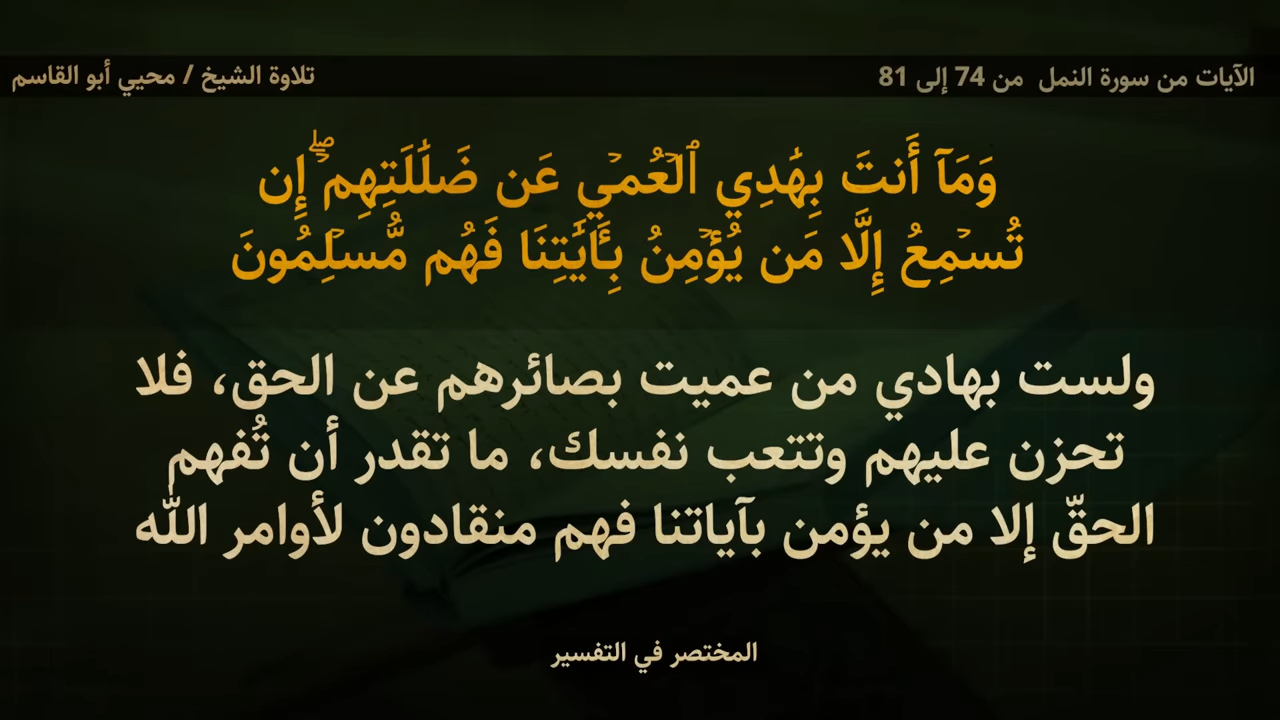 الآيات من سورة النمل من 74 إلى 81
تلاوة الشيخ / محيي أبو القاسم
وَمَآ أَنتَ بِهَٰدِي ٱلۡعُمۡيِ عَن ضَلَٰلَتِهِمۡۖ إِن
تُسۡمِعُ إِلَّا مَن يُؤۡمِنُ بِـَٔايَٰتِنَا فَهُم مُّسۡلِمُونَ
ولست بهادي من عميت بصائرهم عن الحق، فلا
تحزن عليهم وتتعب نفسك، ما تقدر أن تُفهم
الحقّ إلا من يؤمن بآياتنا فهم منقادون لأوامر الله
المختصر في التفسير